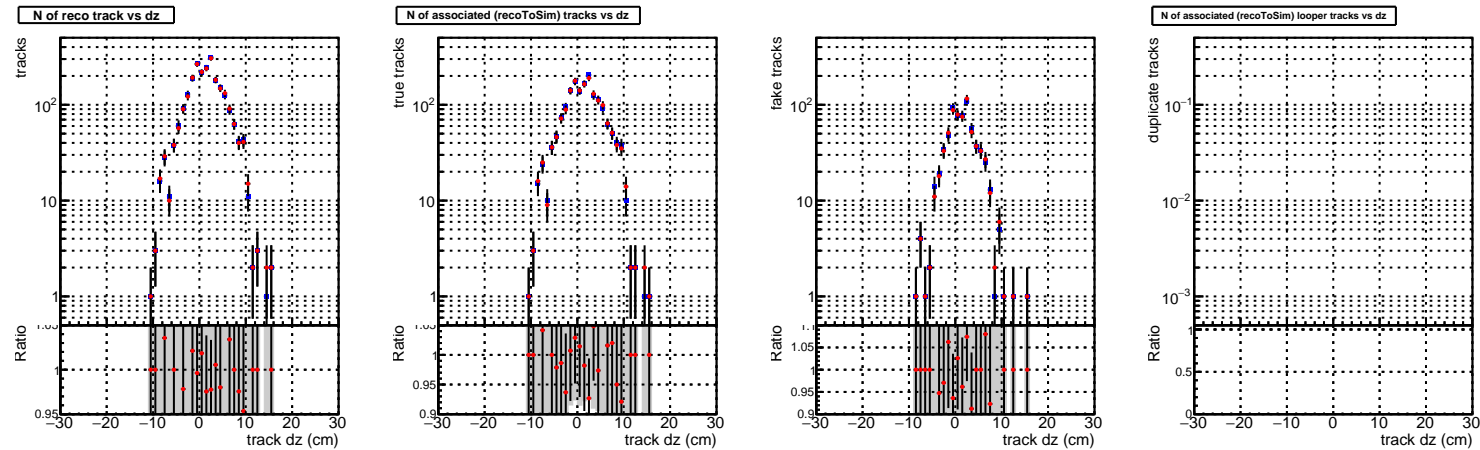 N of reco track vs dz
tracks
10²
10
1
Ratio
1.05
1
0.95
−30 −20 −10 0 10 20 30
track dz (cm)
N of associated (recoToSim) tracks vs dz
true tracks
10²
10
1
Ratio
1.05
1
0.95
0.9
−30 −20 −10 0 10 20 30
track dz (cm)
fake tracks
10²
10
1
Ratio
1.1
1.05
1
0.95
0.9
−30 −20 −10 0 10 20 30
track dz (cm)
N of associated (recoToSim) looper tracks vs dz
duplicate tracks
10⁻¹
10⁻²
10⁻³
Ratio
1
0.5
0
−30 −20 −10 0 10 20 30
track dz (cm)